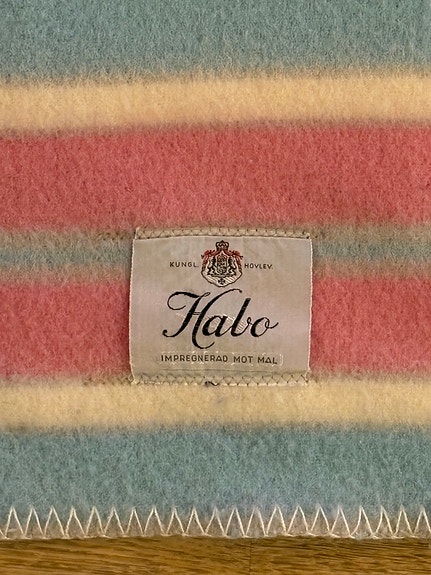 KUNGL. HOVLEV.
Habo
IMPREGNERAD MOT MAL